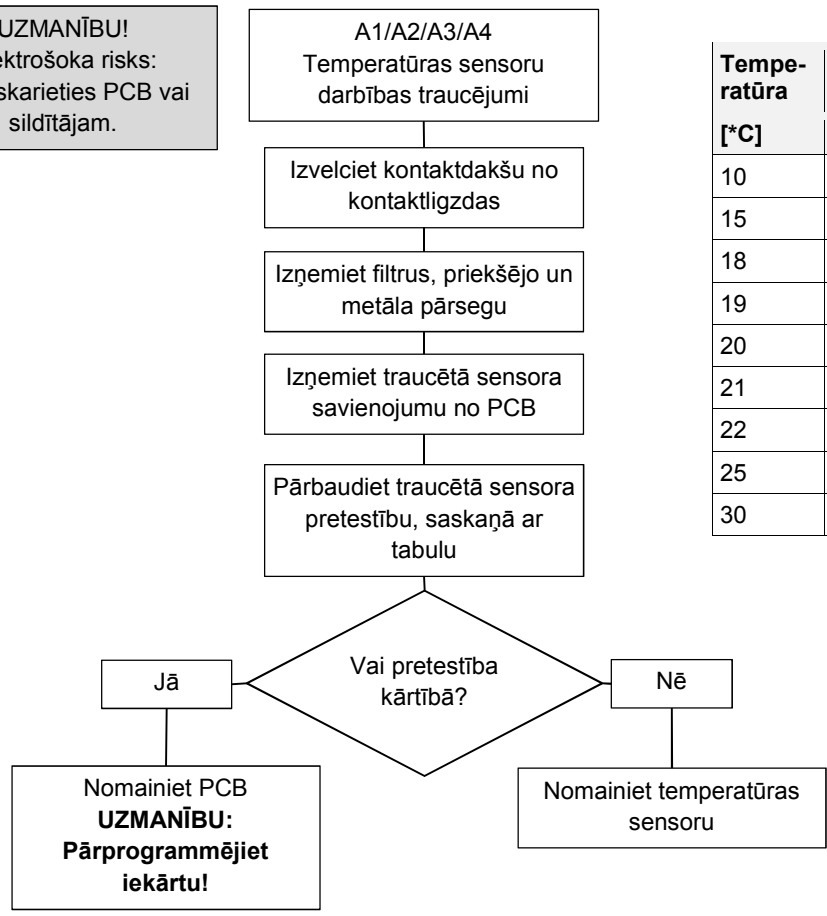 UZMANĪBU!
risks:
PCB vai
sildītājam.
A1/A2/A3/A4
Temperatūras sensoru
darbības traucējumi
Izvelciet kontaktdakšu no
kontaktligzdas
Izņemiet filtrus, priekšējo un
metāla pārsegu
Izņemiet traucētā sensora
savienojumu no PCB
Pārbaudiet traucētā sensora
pretestību, saskaņā ar
tabulu
Vai pretestība
kārtībā?
Jā
Nē
Nomainiet PCB
UZMANĪBU:
Pārprogrammējiet
iekārtu!
Nomainiet temperatūras
sensoru
Tempe-
ratūra
[*C]
10
15
18
19
20
21
22
25
30